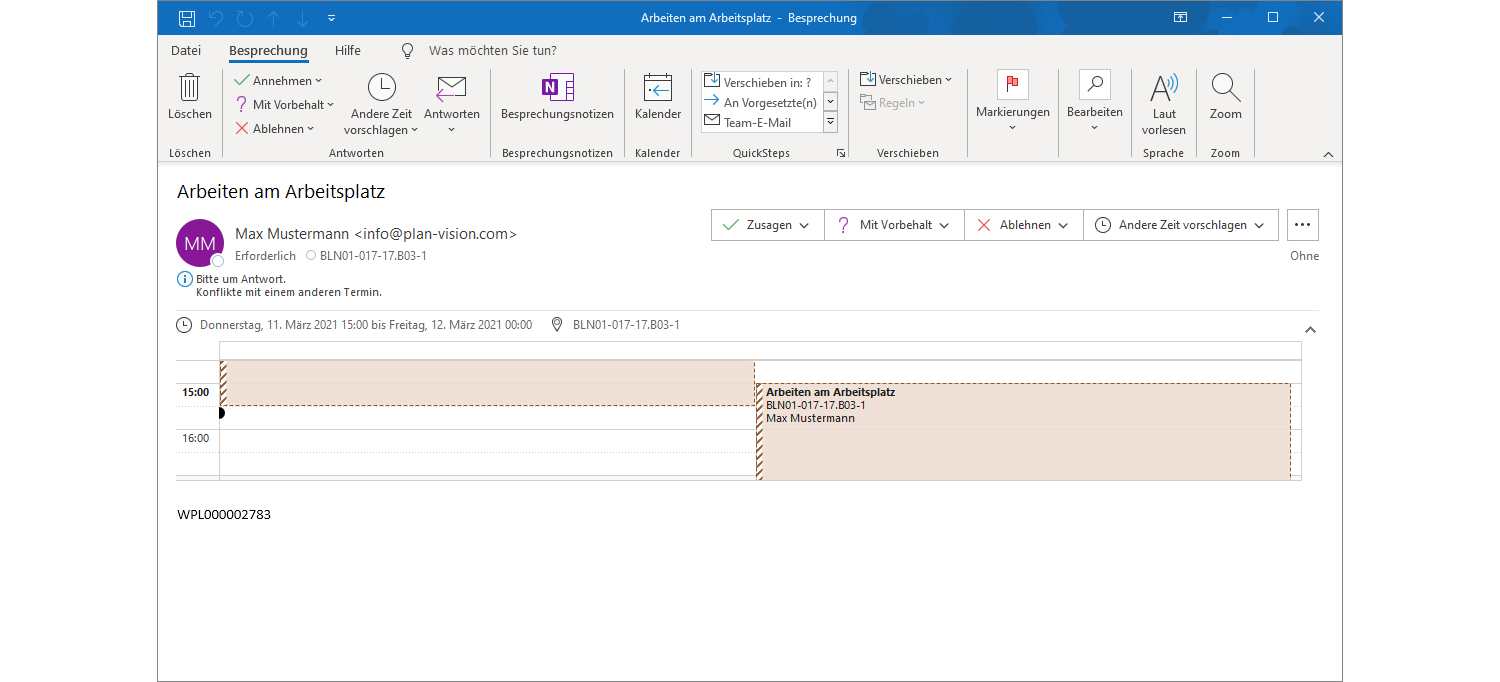 Arbeiten am Arbeitsplatz - Besprechung
Datei Besprechung Hilfe Was möchten Sie tun?
Löschen
Löschen
Annehmen
Mit Vorbehalt
Ablehnen
Andere Zeit
vorschlagen
Antworten
Antworten
N
Besprechungsnotizen
Besprechungsnotizen
Kalender
Kalender
Verschieben in: ?
An Vorgesetzte(n)
Team-E-Mail
QuickSteps
Verschieben
Regeln
Verschieben
Markierungen
Bearbeiten
Laut
vorlesen
Sprache
Zoom
Zoom
Arbeiten am Arbeitsplatz
MM
Max Mustermann <info@plan-vision.com>
Erforderlich BLN01-017-17.B03-1
Zusagen Mit Vorbehalt Ablehnen Andere Zeit vorschlagen
Ohne
Bitte um Antwort.
Konflikte mit einem anderen Termin.
Donnerstag, 11. März 2021 15:00 bis Freitag, 12. März 2021 00:00 BLN01-017-17.B03-1
15:00
16:00
Arbeiten am Arbeitsplatz
BLN01-017-17.B03-1
Max Mustermann
WPL000002783